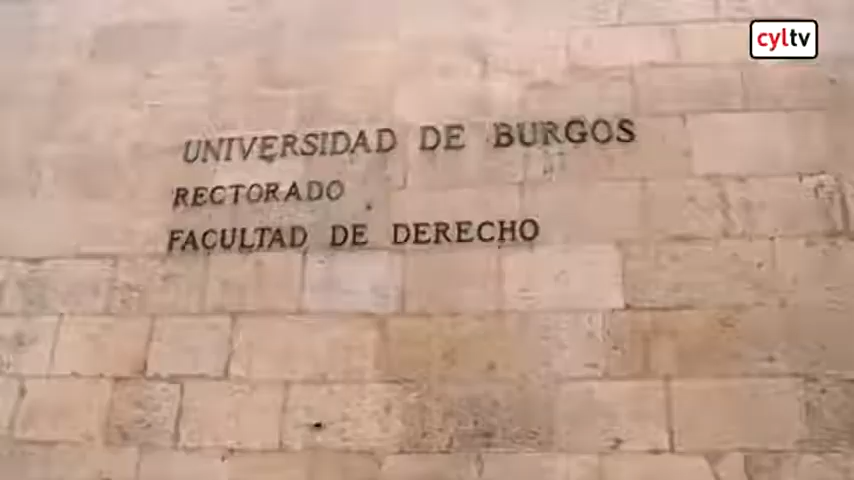 cyltv
UNIVERSIDAD DE BURGOS
RECTORADO
FACULTAD DE DERECHO